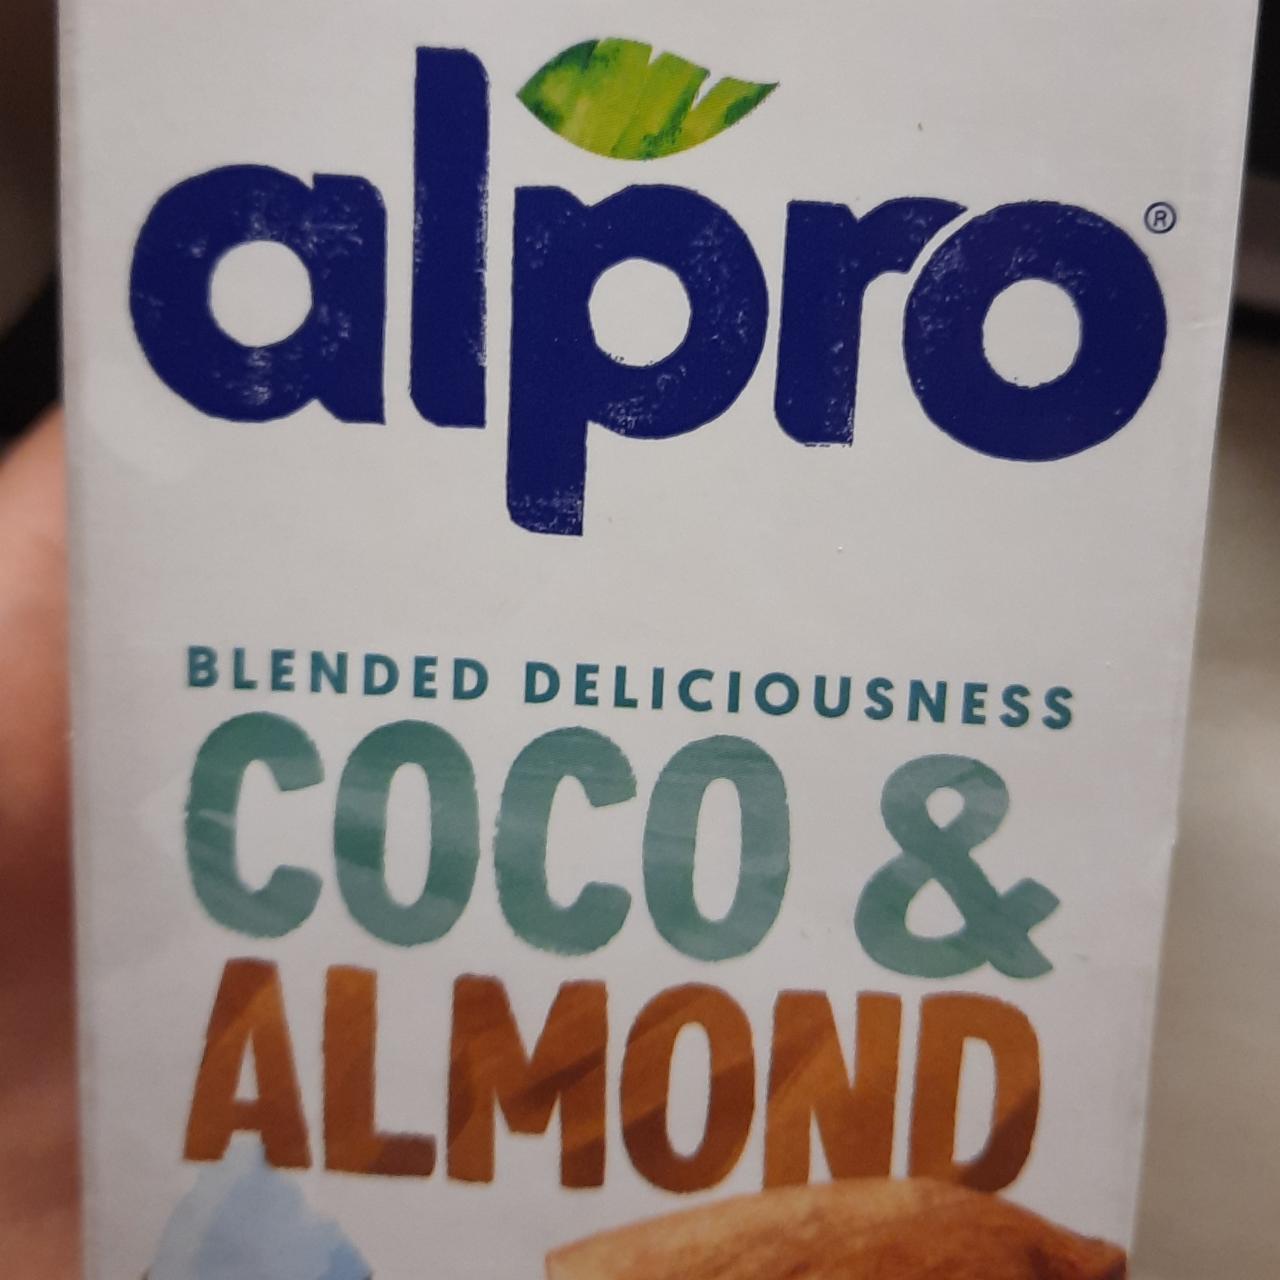 alpro®
BLENDED DELICIOUSNESS
COCO &
ALMOND